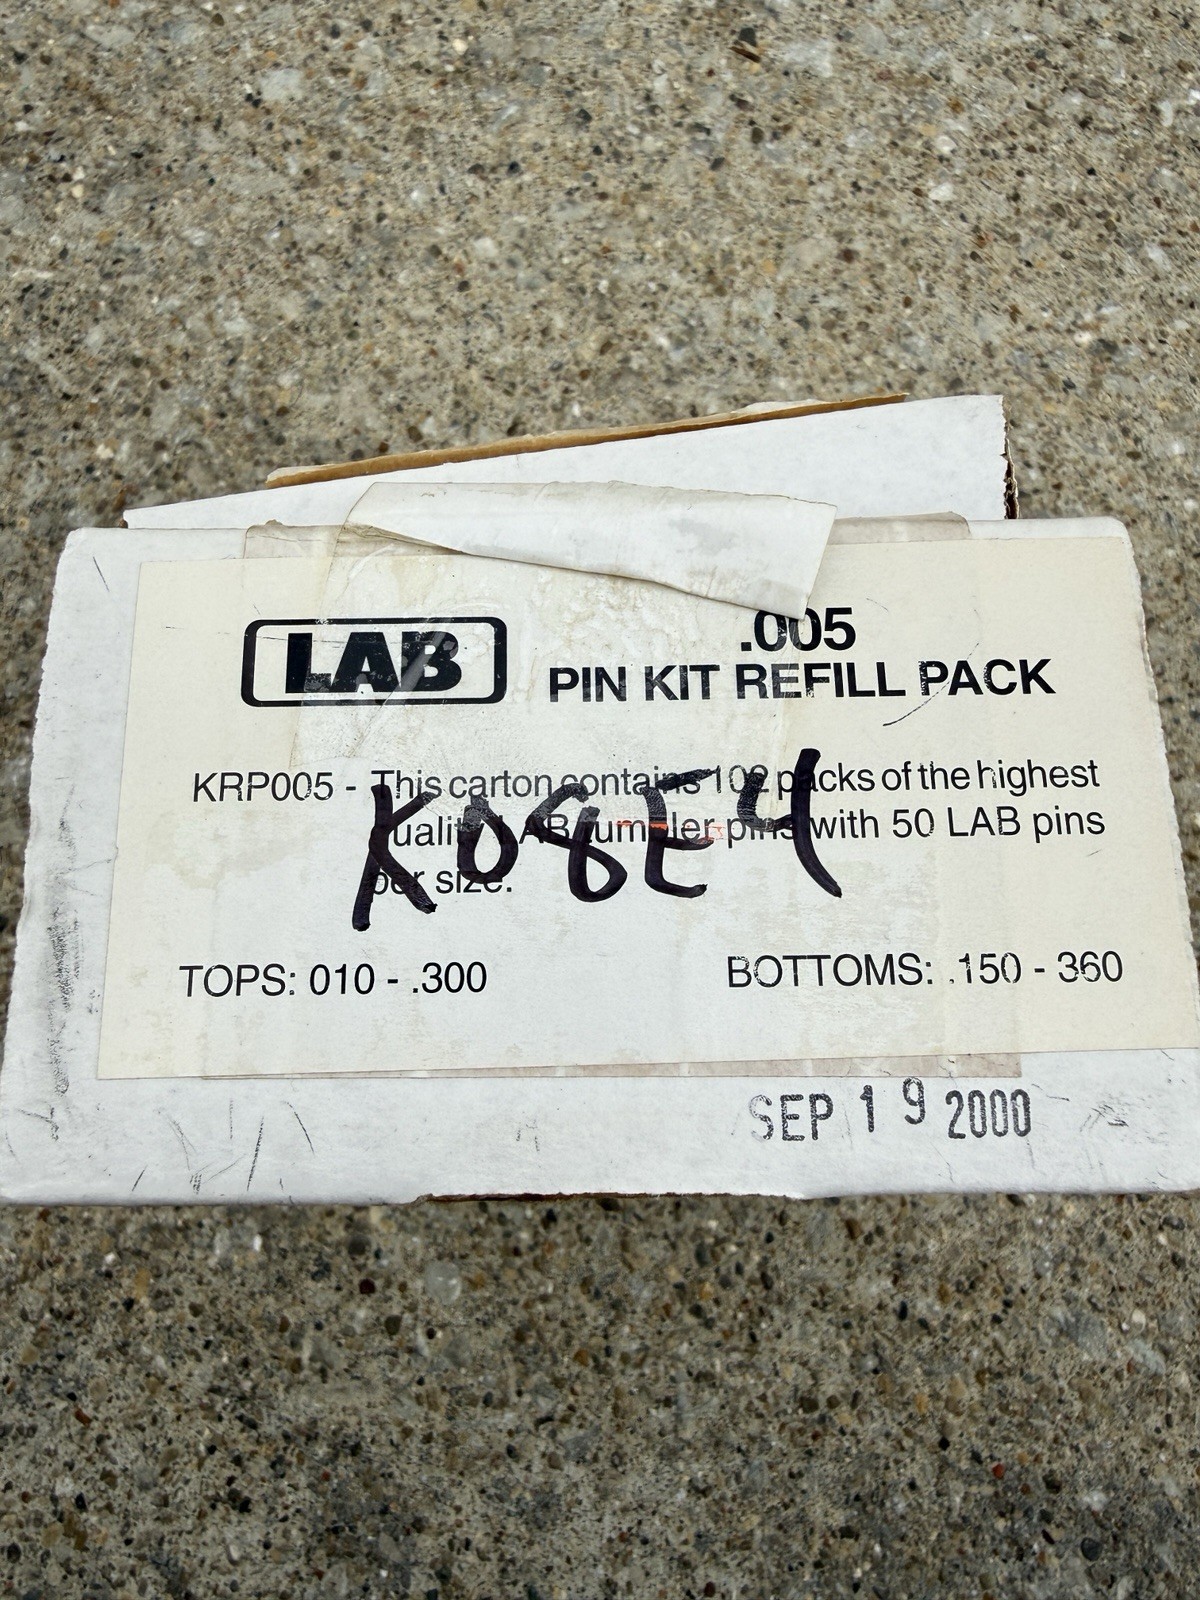 LAB
.005
PIN KIT REFILL PACK
KRP005 - This carton contains 102 packs of the highest
quality LAB tumbler pins with 50 LAB pins
per size.
K08E4
TOPS: 010 - .300
BOTTOMS: .150 - 360
SEP 19 2000